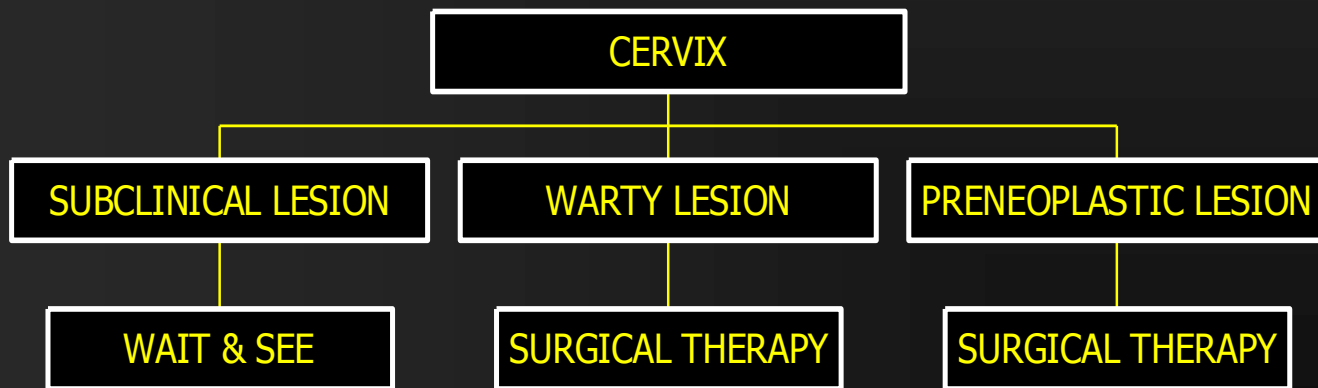 CERVIX
SUBCLINICAL LESION
WARTY LESION
PRENEOPLASTIC LESION
WAIT & SEE
SURGICAL THERAPY
SURGICAL THERAPY